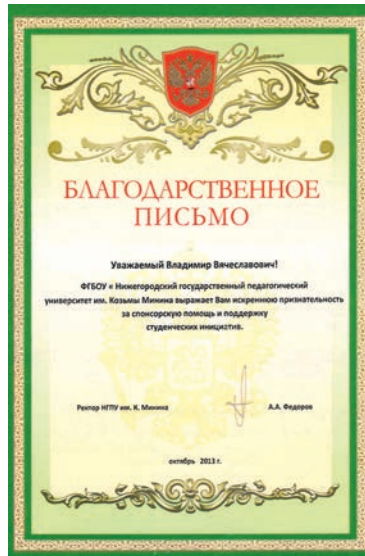 БЛАГОДАРСТВЕННОЕ
ПИСЬМО
Уважаемый Владимир Вячеславович!
ФГБОУ « Нижегородский государственный педагогический
университет им. Козьмы Минина выражает Вам искреннюю признательность
за спонсорскую помощь и поддержку
студенческих инициатив.
Ректор НГПУ им. К. Минина А.А. Федоров
октябрь 2013 г.